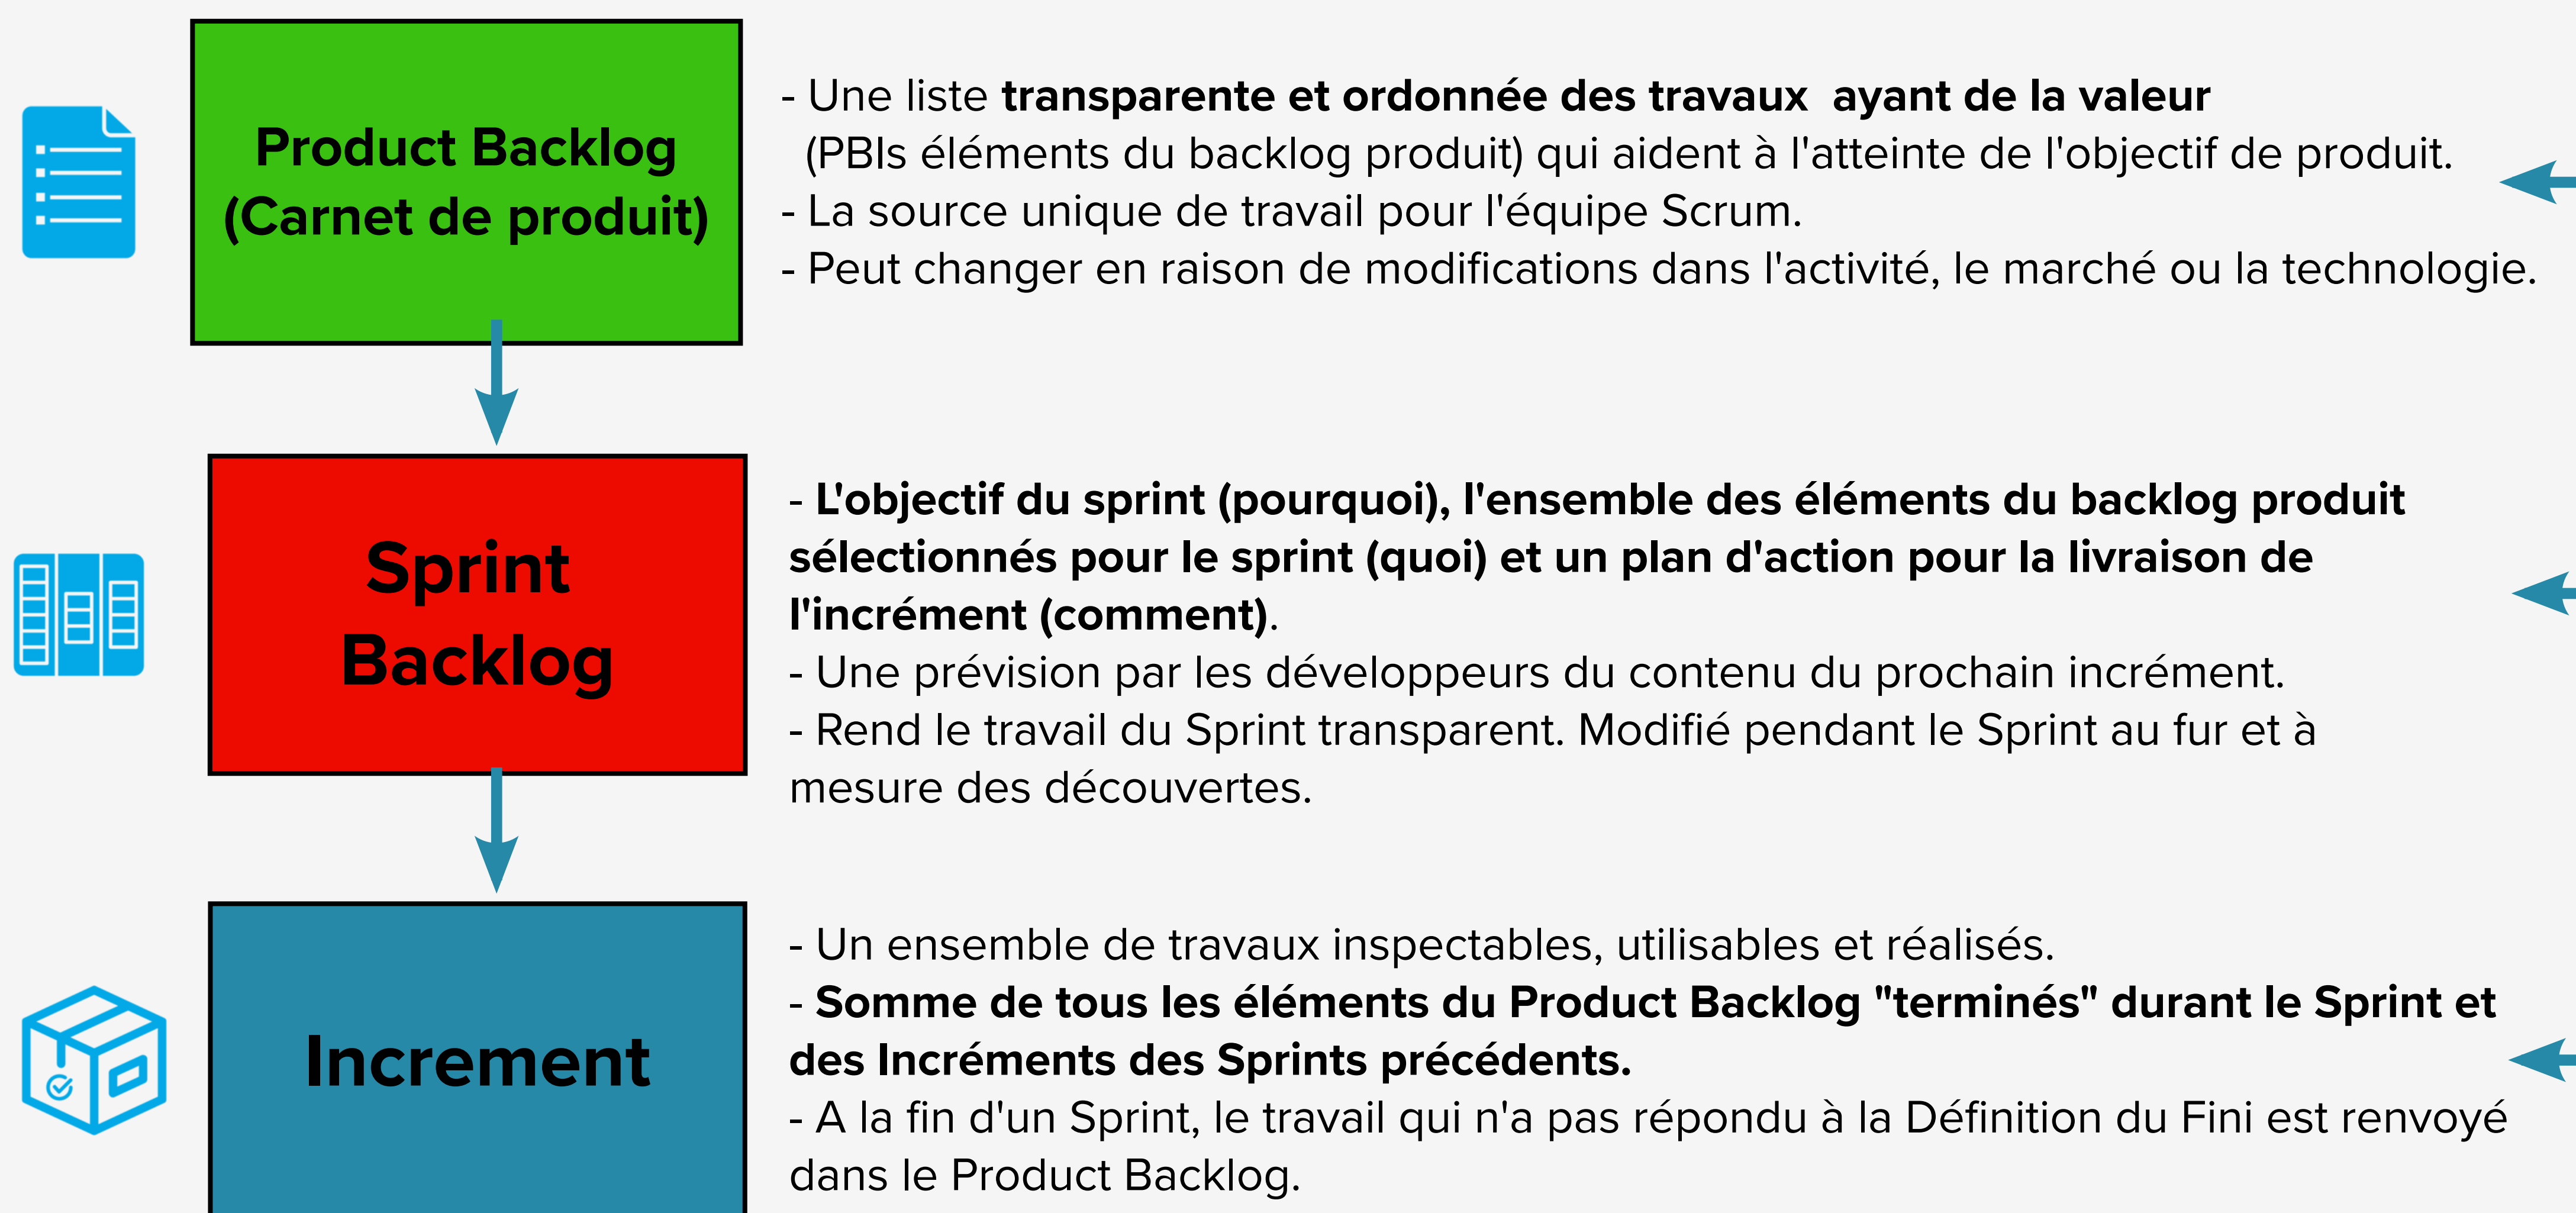 Product Backlog
(Carnet de produit)
- Une liste transparente et ordonnée des travaux  ayant de la valeur
(PBIs éléments du backlog produit) qui aident à l'atteinte de l'objectif de produit.
- La source unique de travail pour l'équipe Scrum.
- Peut changer en raison de modifications dans l'activité, le marché ou la technologie.
Sprint
Backlog
- L'objectif du sprint (pourquoi), l'ensemble des éléments du backlog produit
sélectionnés pour le sprint (quoi) et un plan d'action pour la livraison de
l'incrément (comment).
- Une prévision par les développeurs du contenu du prochain incrément.
- Rend le travail du Sprint transparent. Modifié pendant le Sprint au fur et à
mesure des découvertes.
Increment
- Un ensemble de travaux inspectables, utilisables et réalisés.
- Somme de tous les éléments du Product Backlog "terminés" durant le Sprint et
des Incréments des Sprints précédents.
- A la fin d'un Sprint, le travail qui n'a pas répondu à la Définition du Fini est renvoyé
dans le Product Backlog.